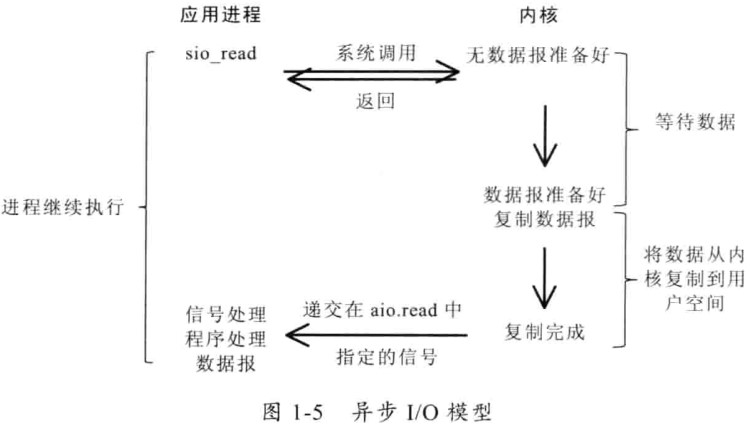 应用进程
内核
sio_read
系统调用
无数据报准备好
返回
等待数据
进程继续执行
数据报准备好
复制数据报
将数据从内
核复制到用
户空间
信号处理
程序处理
数据报
递交在 aio.read 中
指定的信号
复制完成
图 1-5 异步 I/O 模型